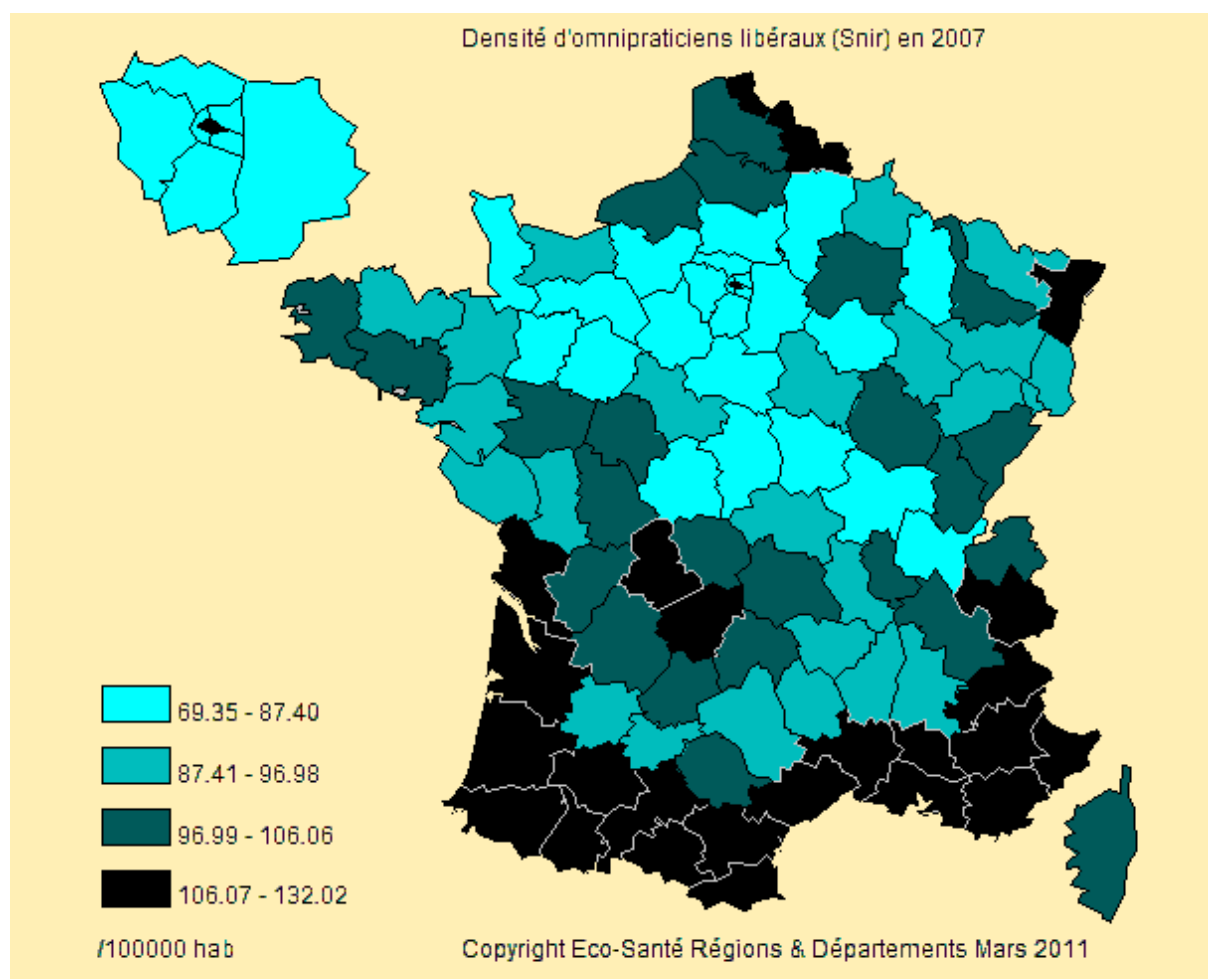 Densité d'omnipraticiens libéraux (Snir) en 2007
69.35 - 87.40
87.41 - 96.98
96.99 - 106.06
106.07 - 132.02
/100000 hab
Copyright Eco-Santé Régions & Départements Mars 2011